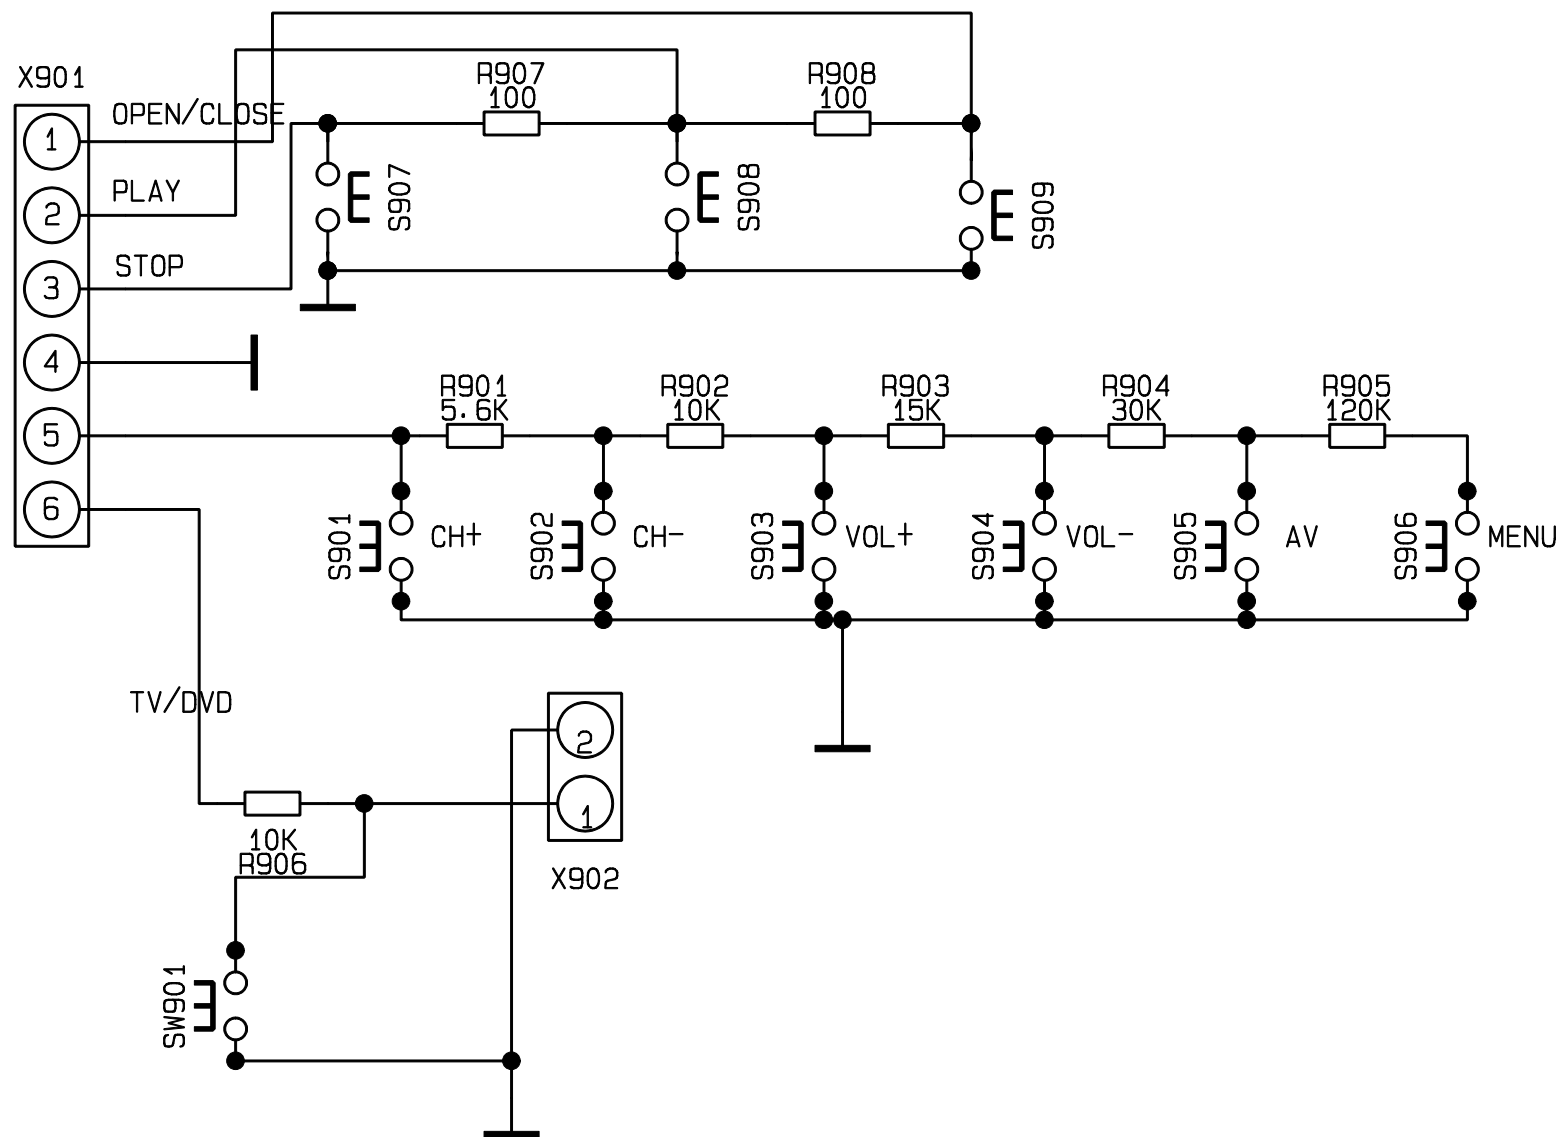 X901
OPEN/CLOSE
1
PLAY
2
STOP
3
4
5
6
R907
100
R908
100
S907
S908
S909
R901
5.6K
R902
10K
R903
15K
R904
30K
R905
120K
S901
CH+
S902
CH-
S903
VOL+
S904
VOL-
S905
AV
S906
MENU
TV/DVD
2
1
10K
R906
X902
SW901